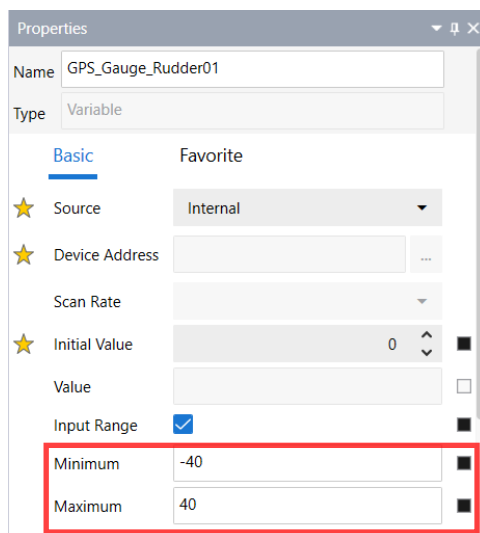 Properties
Name GPS_Gauge_Rudder01
Type Variable
Basic Favorite
Source Internal
Device Address ...
Scan Rate
Initial Value 0
Value
Input Range
Minimum -40
Maximum 40